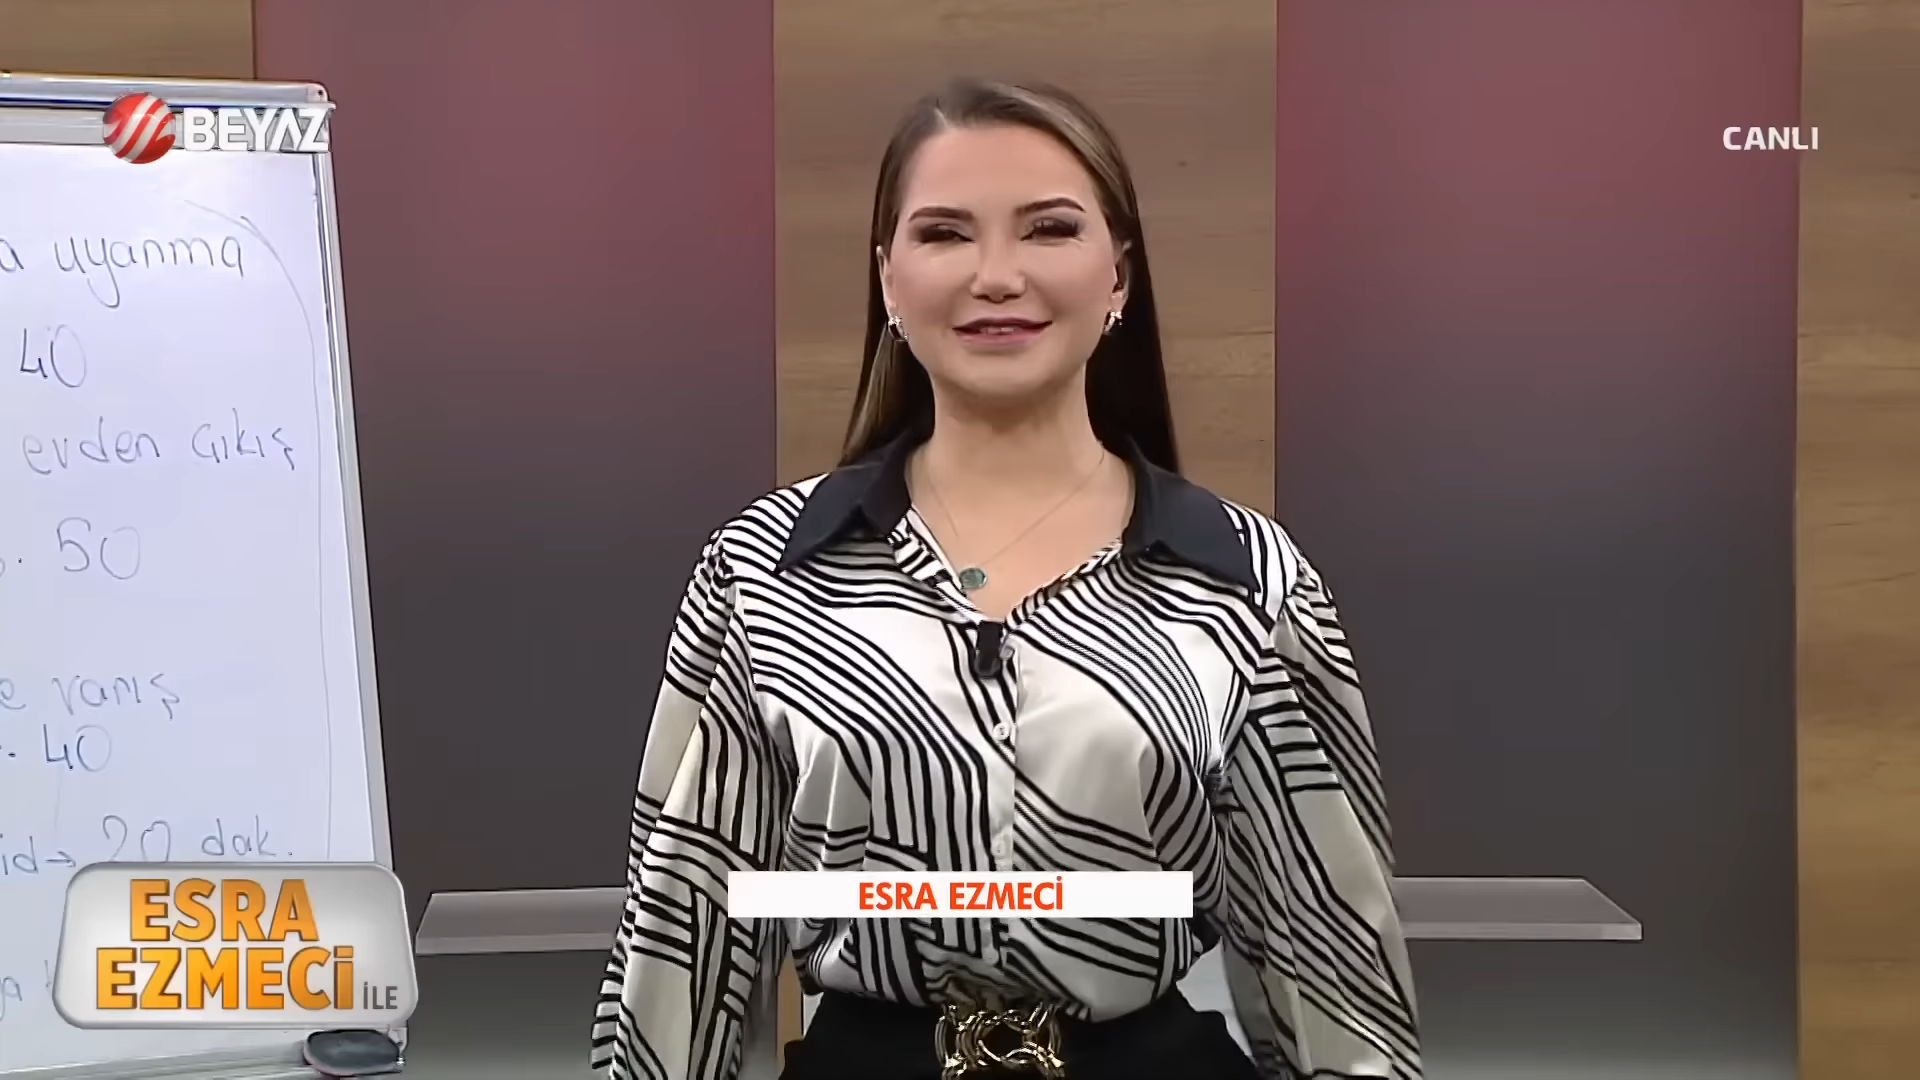 BEYAZ
CANLI
uyanma
40
evden çıkış
50
varış
40
20 dak.
ESRA EZMECİ
ESRA
EZMECİ İLE